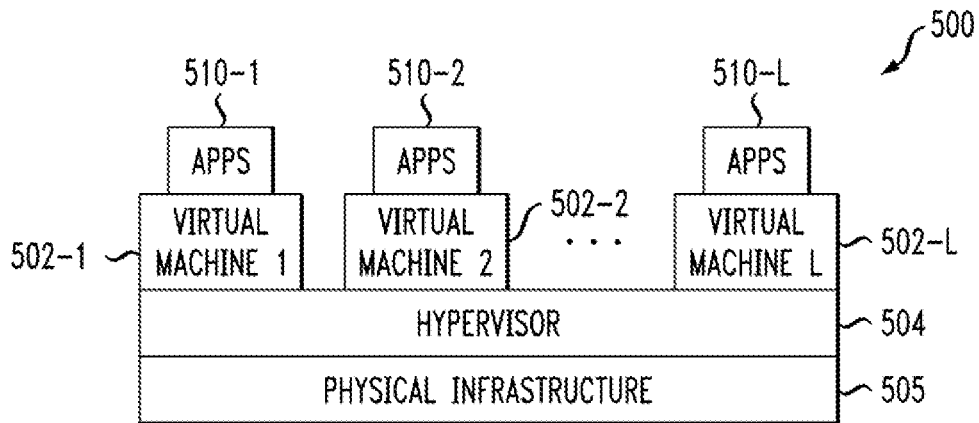 500
510-1
510-2
510-L
APPS
APPS
APPS
VIRTUAL
MACHINE 1
VIRTUAL
MACHINE 2
VIRTUAL
MACHINE L
502-1
502-2
. . .
502-L
HYPERVISOR
504
PHYSICAL INFRASTRUCTURE
505